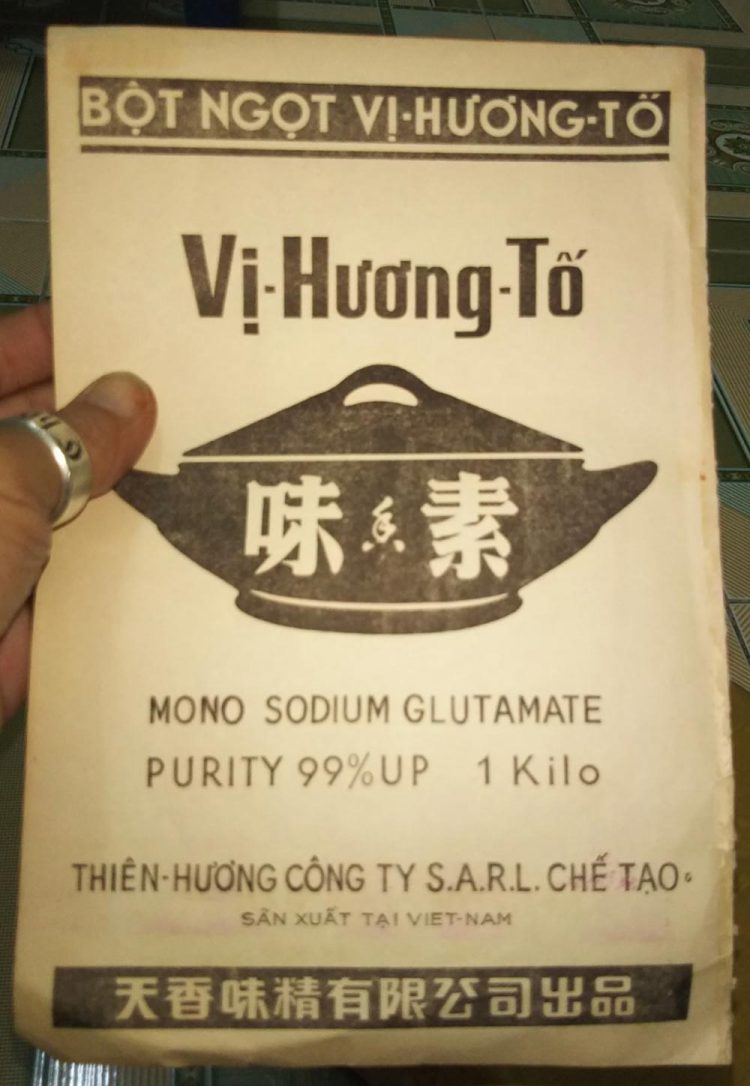 BỘT NGỌT VỊ-HƯƠNG-TỐ
Vị-Hương-Tố
味香素
MONO SODIUM GLUTAMATE
PURITY 99% UP 1 Kilo
THIÊN-HƯƠNG CÔNG TY S.A.R.L. CHẾ TẠO
SÃN XUẤT TẠI VIET-NAM
天香味精有限公司出品